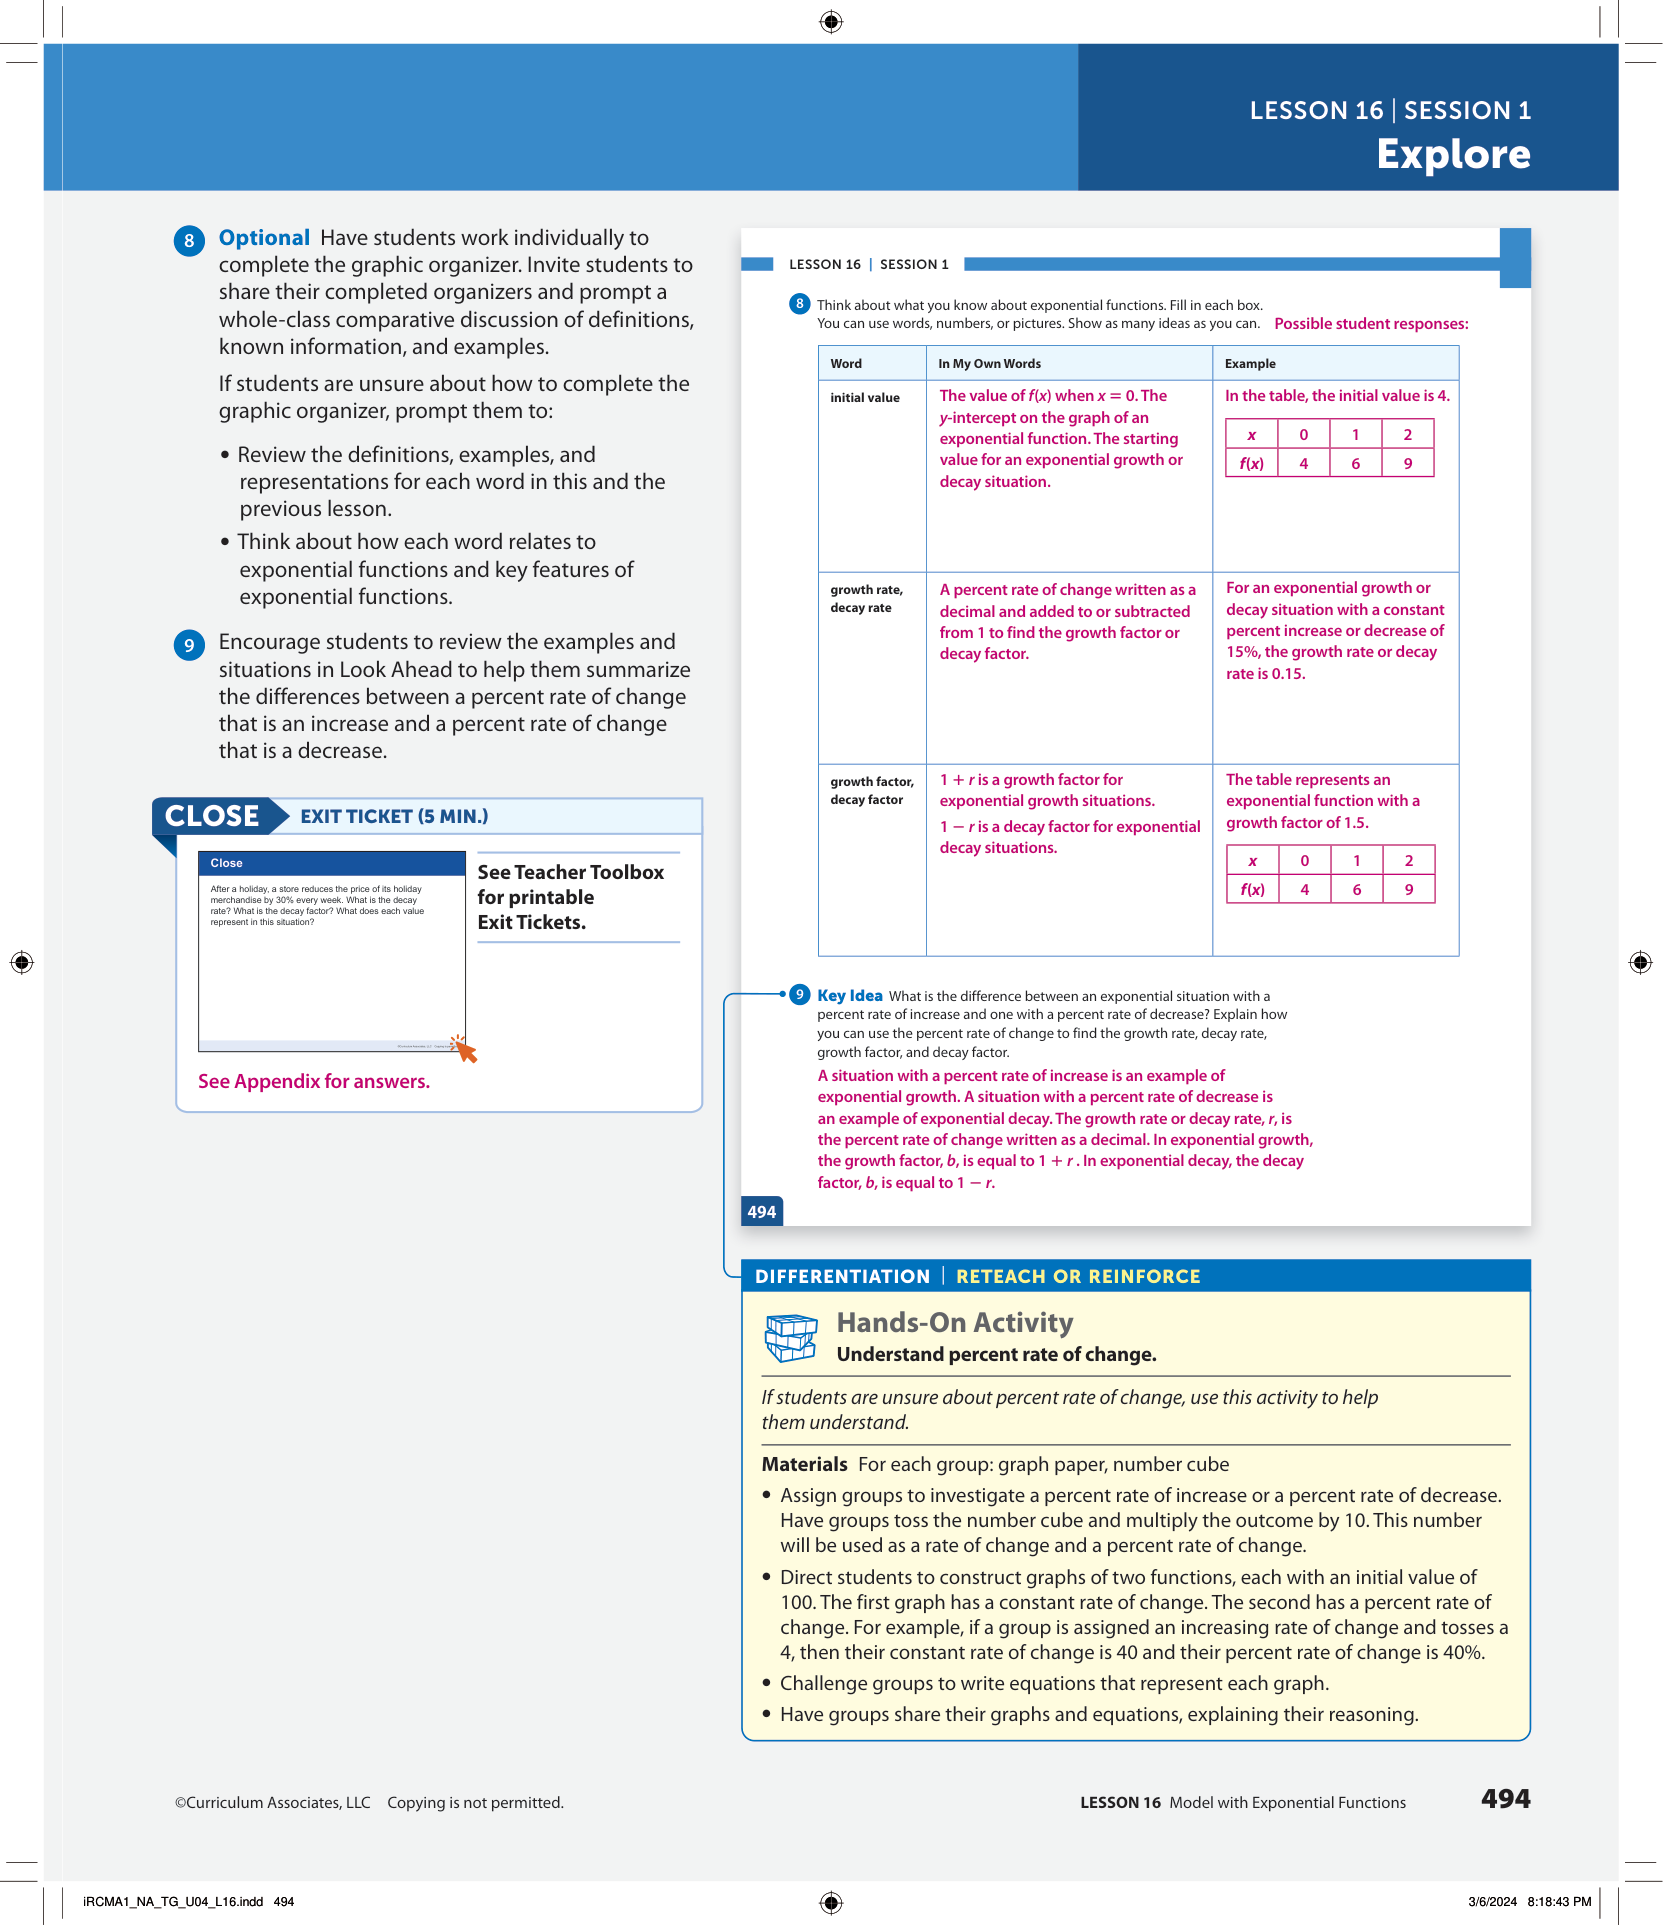 LESSON 16 | SESSION 1
Explore
8 Optional Have students work individually to
complete the graphic organizer. Invite students to
share their completed organizers and prompt a
whole-class comparative discussion of definitions,
known information, and examples.
If students are unsure about how to complete the
graphic organizer, prompt them to:
• Review the definitions, examples, and
representations for each word in this and the
previous lesson.
• Think about how each word relates to
exponential functions and key features of
exponential functions.
9 Encourage students to review the examples and
situations in Look Ahead to help them summarize
the differences between a percent rate of change
that is an increase and a percent rate of change
that is a decrease.
CLOSE EXIT TICKET (5 MIN.)
Close
After a holiday, a store reduces the price of its holiday
merchandise by 30% every week. What is the decay
rate? What is the decay factor? What does each value
represent in this situation?
See Teacher Toolbox
for printable
Exit Tickets.
See Appendix for answers.
LESSON 16 | SESSION 1
8 Think about what you know about exponential functions. Fill in each box.
You can use words, numbers, or pictures. Show as many ideas as you can. Possible student responses:
Word In My Own Words Example
initial value
The value of f(x) when x = 0. The
y-intercept on the graph of an
exponential function. The starting
value for an exponential growth or
decay situation.
In the table, the initial value is 4.
x 0 1 2
f(x) 4 6 9
growth rate,
decay rate
A percent rate of change written as a
decimal and added to or subtracted
from 1 to find the growth factor or
decay factor.
For an exponential growth or
decay situation with a constant
percent increase or decrease of
15%, the growth rate or decay
rate is 0.15.
growth factor,
decay factor
1 + r is a growth factor for
exponential growth situations.
1 − r is a decay factor for exponential
decay situations.
The table represents an
exponential function with a
growth factor of 1.5.
x 0 1 2
f(x) 4 6 9
9 Key Idea What is the difference between an exponential situation with a
percent rate of increase and one with a percent rate of decrease? Explain how
you can use the percent rate of change to find the growth rate, decay rate,
growth factor, and decay factor.
A situation with a percent rate of increase is an example of
exponential growth. A situation with a percent rate of decrease is
an example of exponential decay. The growth rate or decay rate, r, is
the percent rate of change written as a decimal. In exponential growth,
the growth factor, b, is equal to 1 + r . In exponential decay, the decay
factor, b, is equal to 1 − r.
494
DIFFERENTIATION | RETEACH OR REINFORCE
Hands-On Activity
Understand percent rate of change.
If students are unsure about percent rate of change, use this activity to help
them understand.
Materials For each group: graph paper, number cube
• Assign groups to investigate a percent rate of increase or a percent rate of decrease.
Have groups toss the number cube and multiply the outcome by 10. This number
will be used as a rate of change and a percent rate of change.
• Direct students to construct graphs of two functions, each with an initial value of
100. The first graph has a constant rate of change. The second has a percent rate of
change. For example, if a group is assigned an increasing rate of change and tosses a
4, then their constant rate of change is 40 and their percent rate of change is 40%.
• Challenge groups to write equations that represent each graph.
• Have groups share their graphs and equations, explaining their reasoning.
©Curriculum Associates, LLC Copying is not permitted.
LESSON 16 Model with Exponential Functions 494
iRCMA1_NA_TG_U04_L16.indd 494
3/6/2024 8:18:43 PM